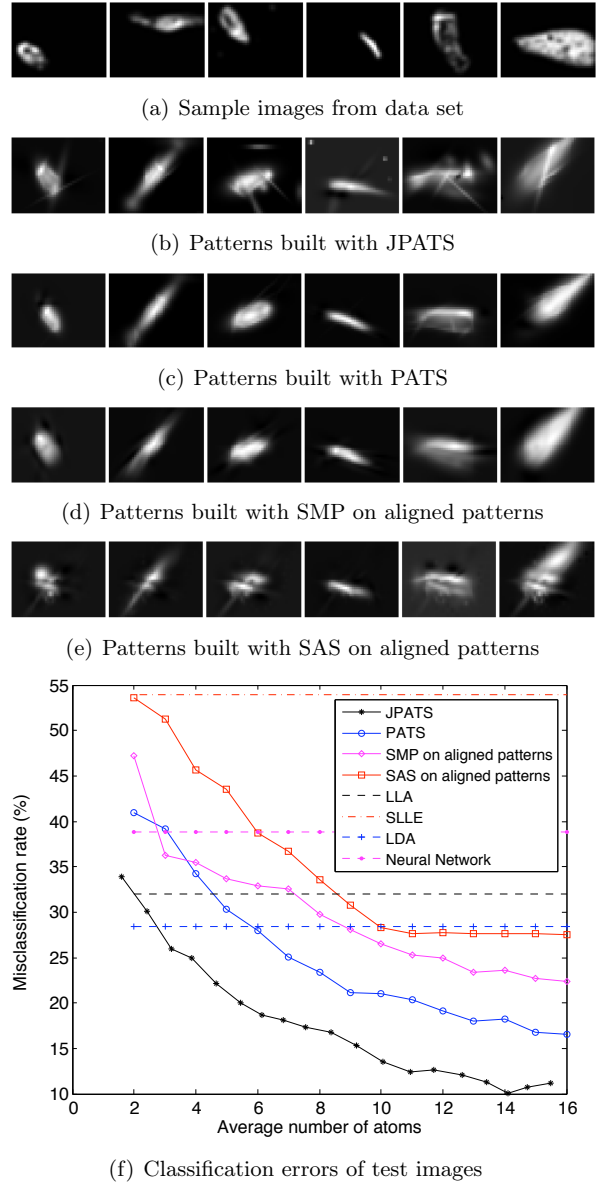 (a) Sample images from data set
(b) Patterns built with JPATS
(c) Patterns built with PATS
(d) Patterns built with SMP on aligned patterns
(e) Patterns built with SAS on aligned patterns
55
50
45
40
35
30
25
20
15
10
Misclassification rate (%)
JPATS
PATS
SMP on aligned patterns
SAS on aligned patterns
LLA
SLLE
LDA
Neural Network
0 2 4 6 8 10 12 14 16
Average number of atoms
(f) Classification errors of test images